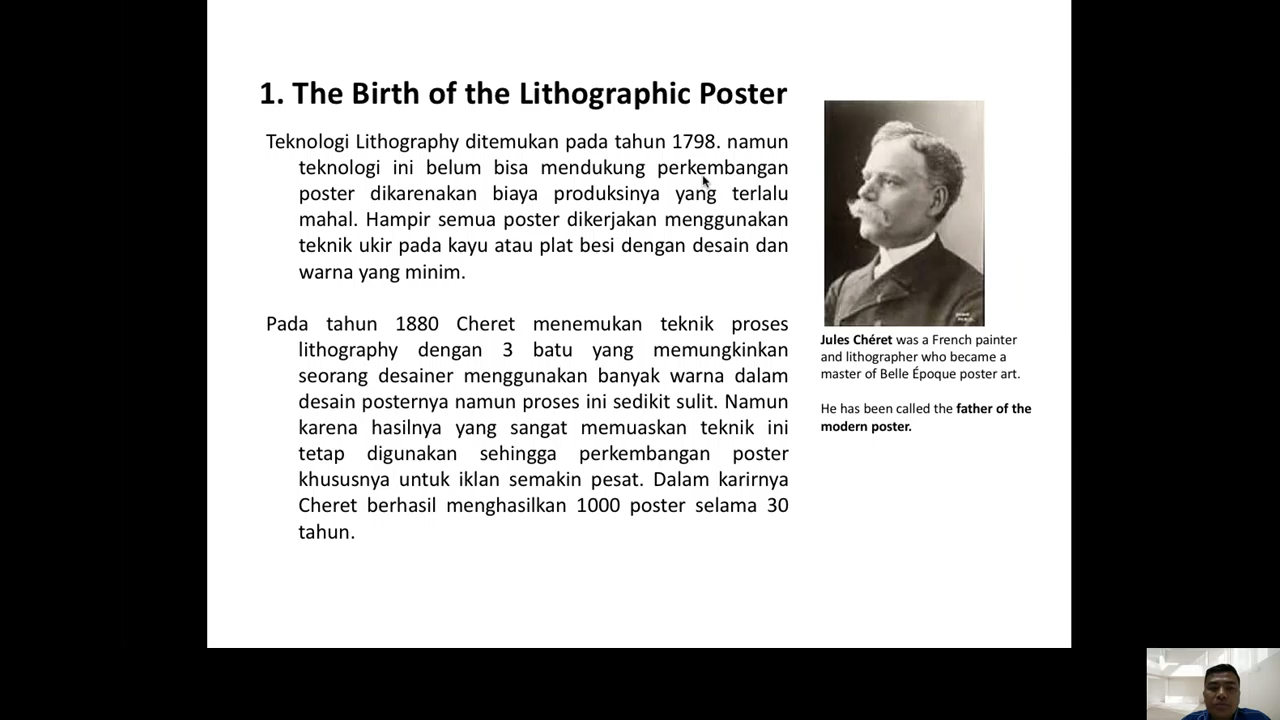 1. The Birth of the Lithographic Poster
Teknologi Lithography ditemukan pada tahun 1798. namun
teknologi ini belum bisa mendukung perkembangan
poster dikarenakan biaya produksinya yang terlalu
mahal. Hampir semua poster dikerjakan menggunakan
teknik ukir pada kayu atau plat besi dengan desain dan
warna yang minim.
Pada tahun 1880 Cheret menemukan teknik proses
lithography dengan 3 batu yang memungkinkan
seorang desainer menggunakan banyak warna dalam
desain posternya namun proses ini sedikit sulit. Namun
karena hasilnya yang sangat memuaskan teknik ini
tetap digunakan sehingga perkembangan poster
khususnya untuk iklan semakin pesat. Dalam karirnya
Cheret berhasil menghasilkan 1000 poster selama 30
tahun.
Jules Chéret was a French painter
and lithographer who became a
master of Belle Époque poster art.
He has been called the father of the
modern poster.